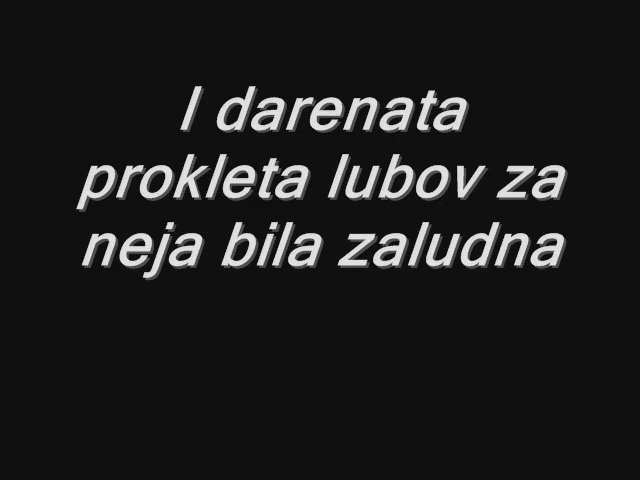 I darenata
prokleta lubov za
neja bila zaludna